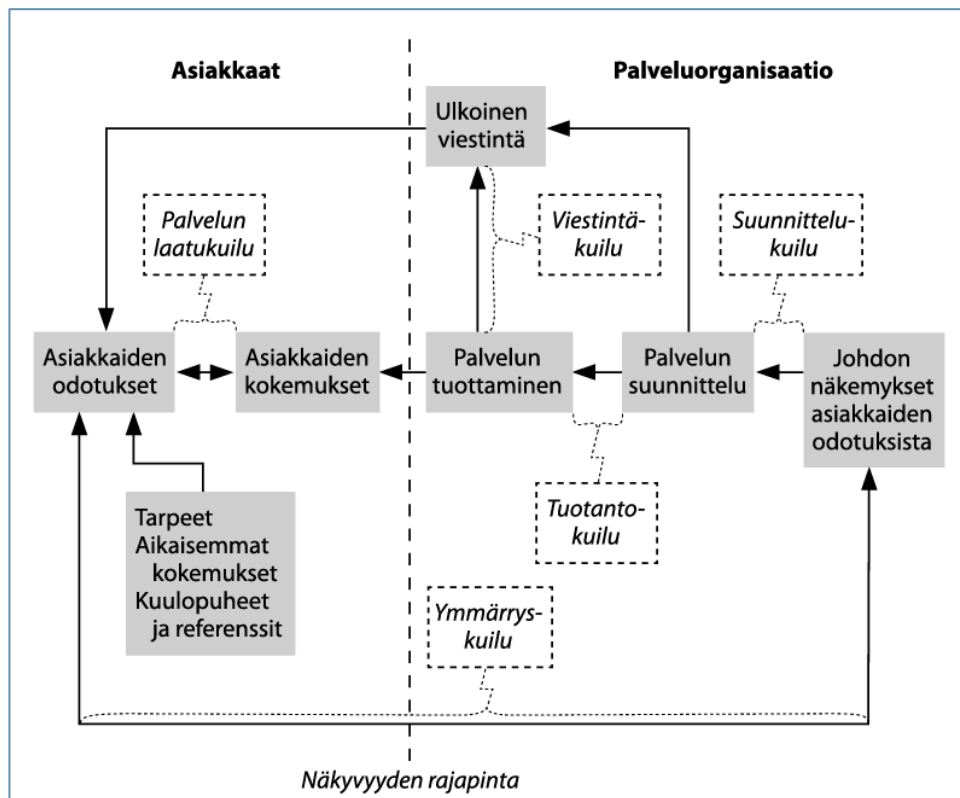 Asiakkaat
Palveluorganisaatio
Ulkoinen
viestintä
Palvelun
laatukuilu
Viestintä-
kuilu
Suunnittelu-
kuilu
Asiakkaiden
odotukset
Asiakkaiden
kokemukset
Palvelun
tuottaminen
Palvelun
suunnittelu
Johdon
näkemykset
asiakkaiden
odotuksista
Tarpeet
Aikaisemmat
kokemukset
Kuulopuheet
ja referenssit
Tuotanto-
kuilu
Ymmärrys-
kuilu
Näkyvyyden rajapinta